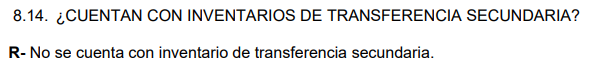 8.14. ¿CUENTAN CON INVENTARIOS DE TRANSFERENCIA SECUNDARIA?
R- No se cuenta con inventario de transferencia secundaria.